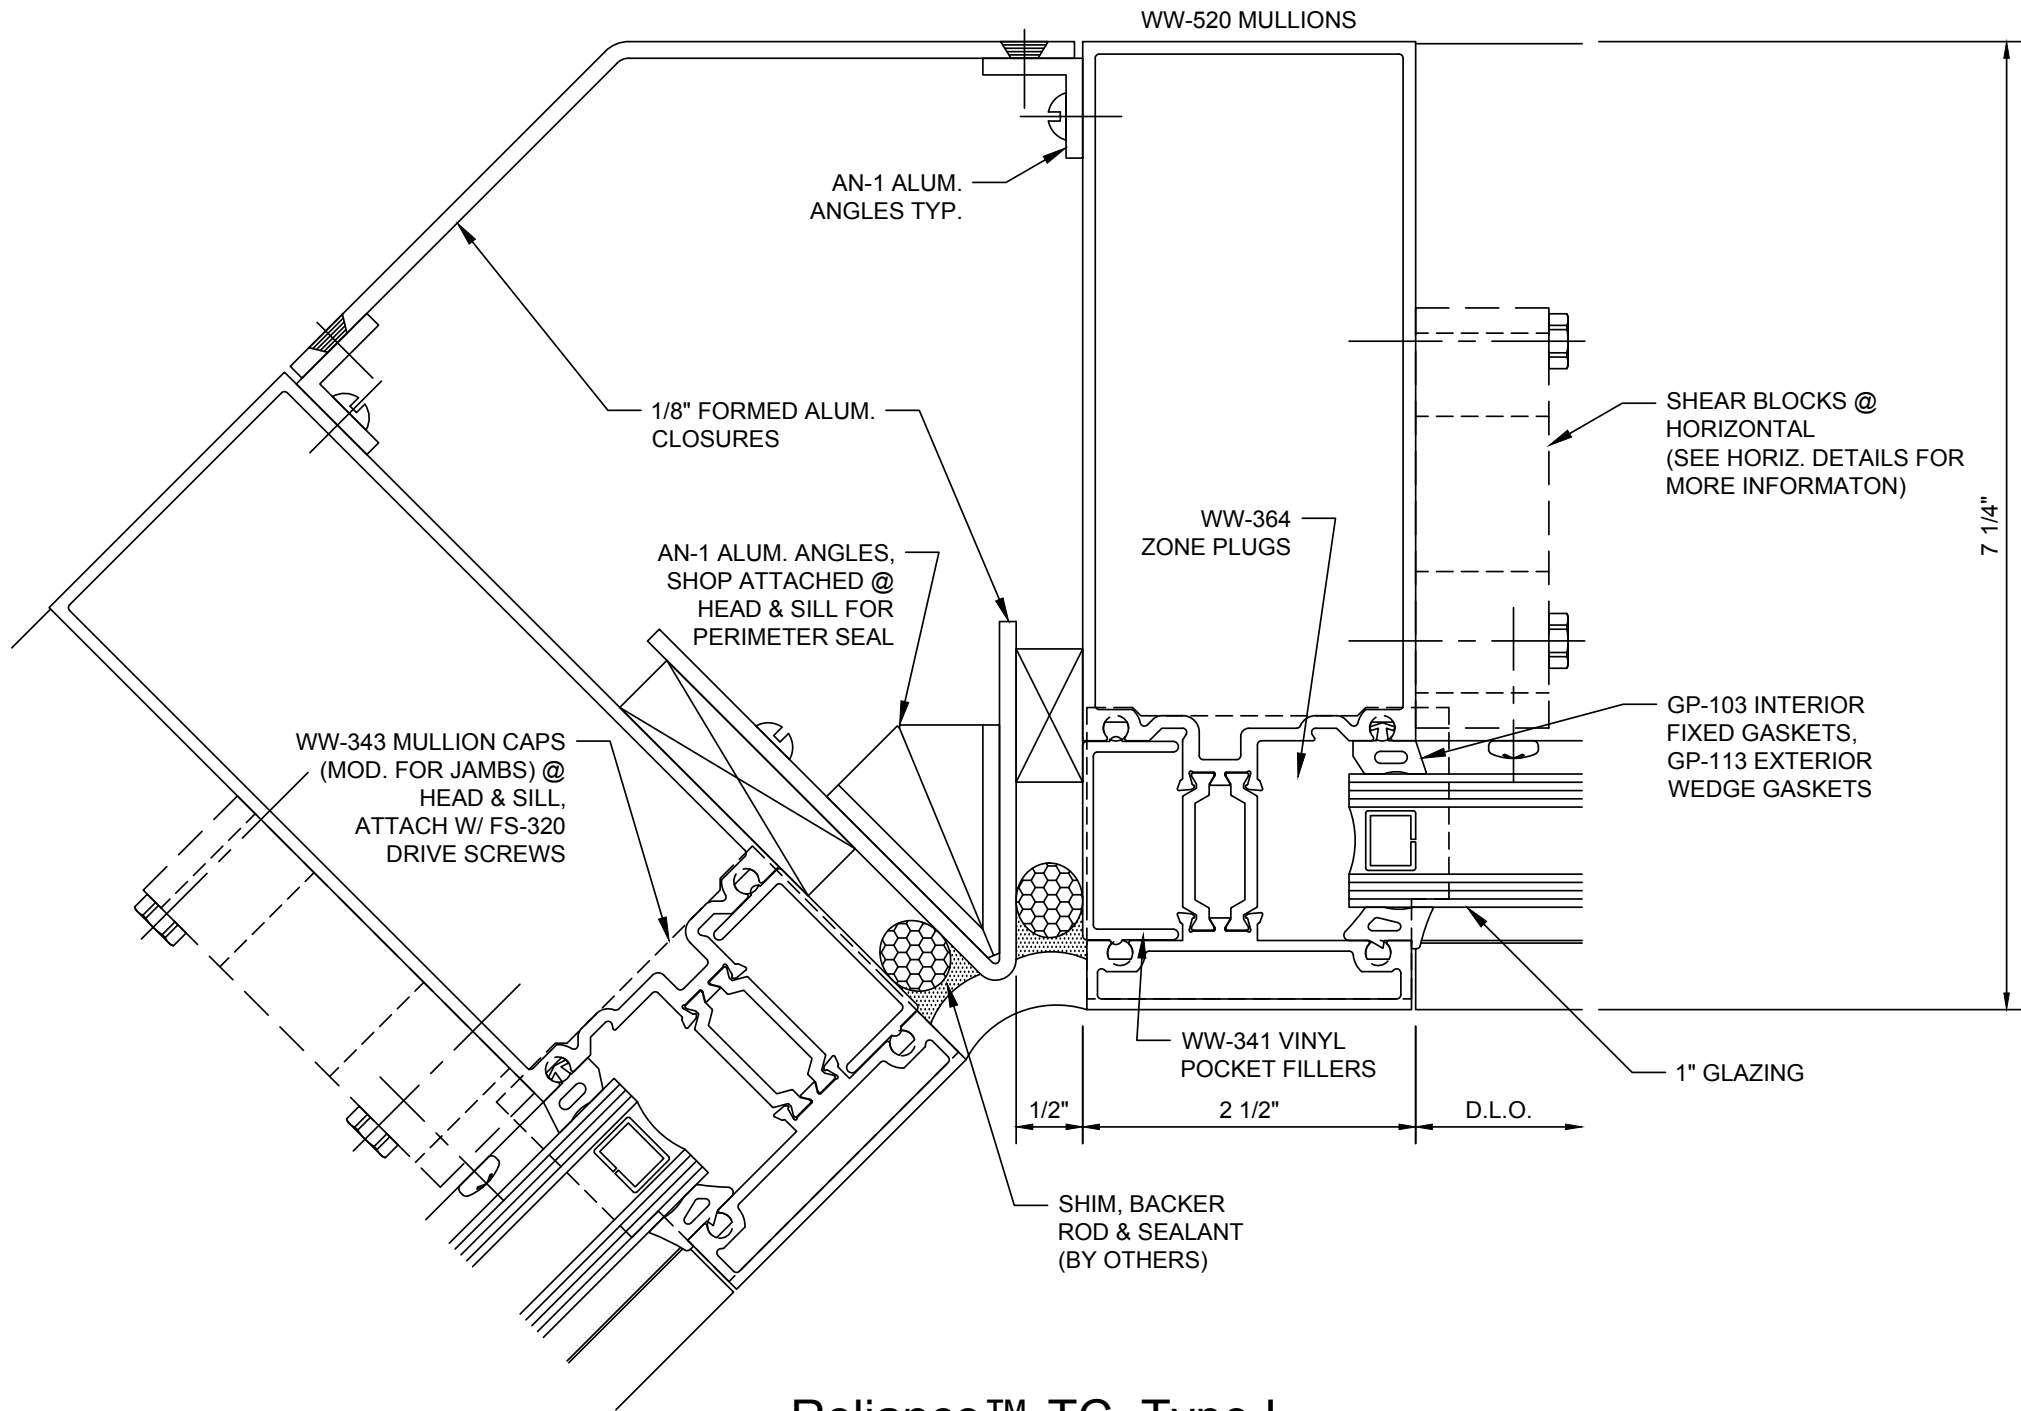 WW-520 MULLIONS
AN-1 ALUM.
ANGLES TYP.
1/8" FORMED ALUM.
CLOSURES
SHEAR BLOCKS @
HORIZONTAL
(SEE HORIZ. DETAILS FOR
MORE INFORMATON)
7 1/4"
WW-364
ZONE PLUGS
AN-1 ALUM. ANGLES,
SHOP ATTACHED @
HEAD & SILL FOR
PERIMETER SEAL
GP-103 INTERIOR
FIXED GASKETS,
GP-113 EXTERIOR
WEDGE GASKETS
WW-343 MULLION CAPS
(MOD. FOR JAMBS) @
HEAD & SILL,
ATTACH W/ FS-320
DRIVE SCREWS
WW-341 VINYL
POCKET FILLERS
1" GLAZING
1/2"
2 1/2"
D.L.O.
SHIM, BACKER
ROD & SEALANT
(BY OTHERS)
Reliance™-TC, Type I